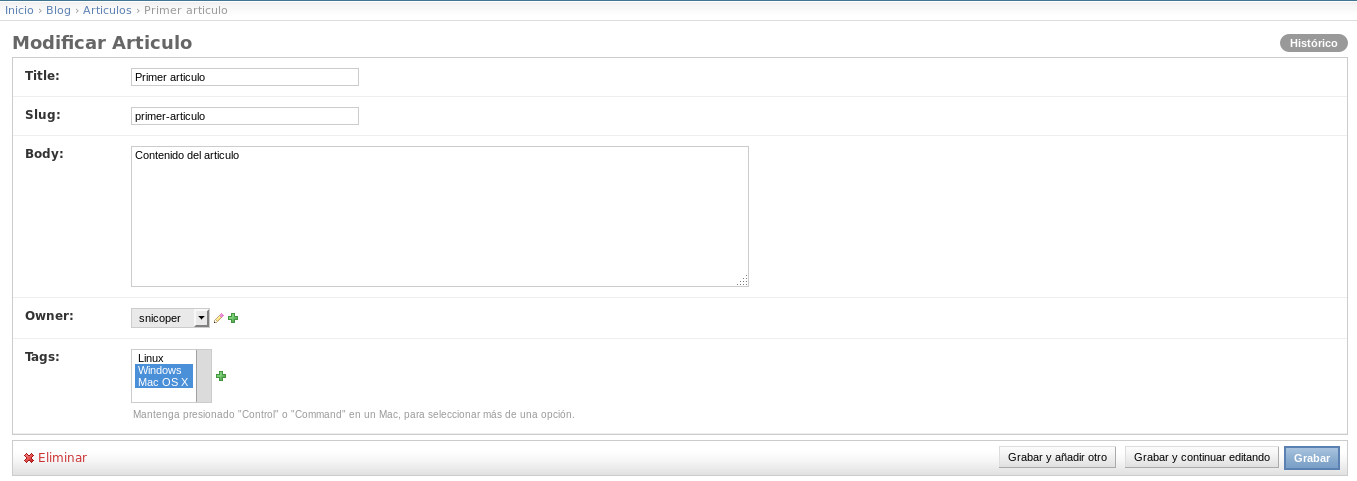 Inicio › Blog › Articulos › Primer articulo
Modificar Articulo
Histórico
Title:
Primer articulo
Slug:
primer-articulo
Body:
Contenido del articulo
Owner:
snicoper
Tags:
Linux
Windows
Mac OS X
Mantenga presionado "Control" o "Command" en un Mac, para seleccionar más de una opción.
Eliminar
Grabar y añadir otro
Grabar y continuar editando
Grabar